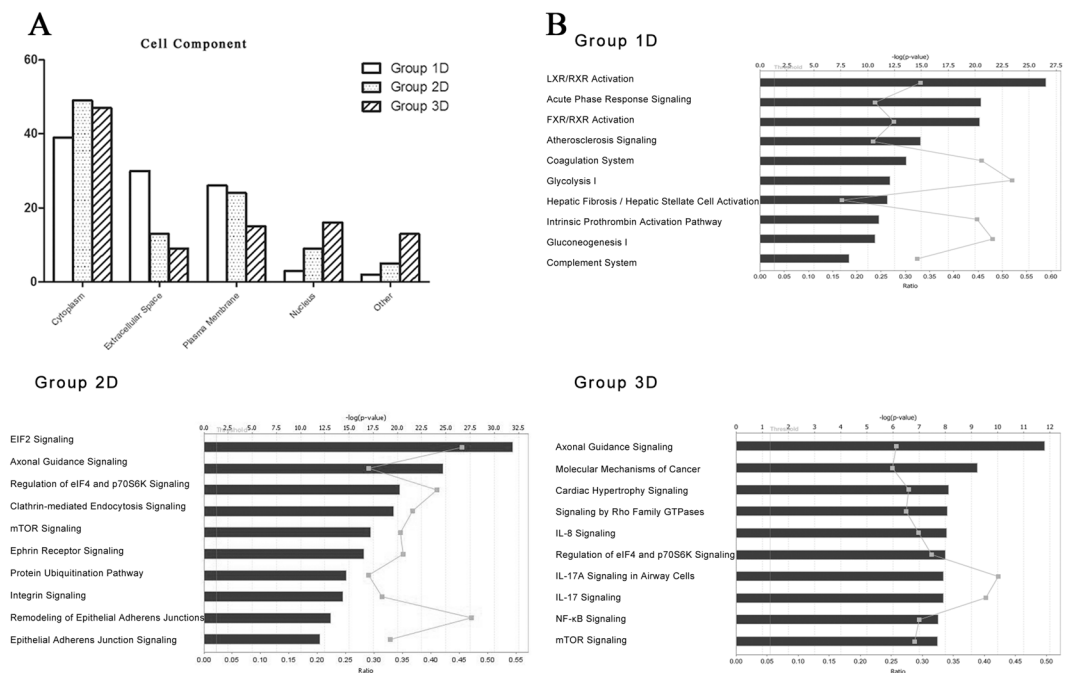 A
Cell Component
60
40
20
0
Group 1D
Group 2D
Group 3D
Cytoplasm
Extracellular Space
Plasma Membrane
Nucleus
Other
B
Group 1D
-log(p-value)
0.0 2.5 5.0 7.5 10.0 12.5 15.0 17.5 20.0 22.5 25.0 27.5
Threshold
LXR/RXR Activation
Acute Phase Response Signaling
FXR/RXR Activation
Atherosclerosis Signaling
Coagulation System
Glycolysis I
Hepatic Fibrosis / Hepatic Stellate Cell Activation
Intrinsic Prothrombin Activation Pathway
Gluconeogenesis I
Complement System
0.00 0.05 0.10 0.15 0.20 0.25 0.30 0.35 0.40 0.45 0.50 0.55 0.60
Ratio
Group 2D
-log(p-value)
0.0 2.5 5.0 7.5 10.0 12.5 15.0 17.5 20.0 22.5 25.0 27.5 30.0 32.5
Threshold
EIF2 Signaling
Axonal Guidance Signaling
Regulation of eIF4 and p70S6K Signaling
Clathrin-mediated Endocytosis Signaling
mTOR Signaling
Ephrin Receptor Signaling
Protein Ubiquitination Pathway
Integrin Signaling
Remodeling of Epithelial Adherens Junctions
Epithelial Adherens Junction Signaling
0.00 0.05 0.10 0.15 0.20 0.25 0.30 0.35 0.40 0.45 0.50 0.55
Ratio
Group 3D
-log(p-value)
0 1 2 3 4 5 6 7 8 9 10 11 12
Threshold
Axonal Guidance Signaling
Molecular Mechanisms of Cancer
Cardiac Hypertrophy Signaling
Signaling by Rho Family GTPases
IL-8 Signaling
Regulation of eIF4 and p70S6K Signaling
IL-17A Signaling in Airway Cells
IL-17 Signaling
NF-κB Signaling
mTOR Signaling
0.00 0.05 0.10 0.15 0.20 0.25 0.30 0.35 0.40 0.45 0.50
Ratio